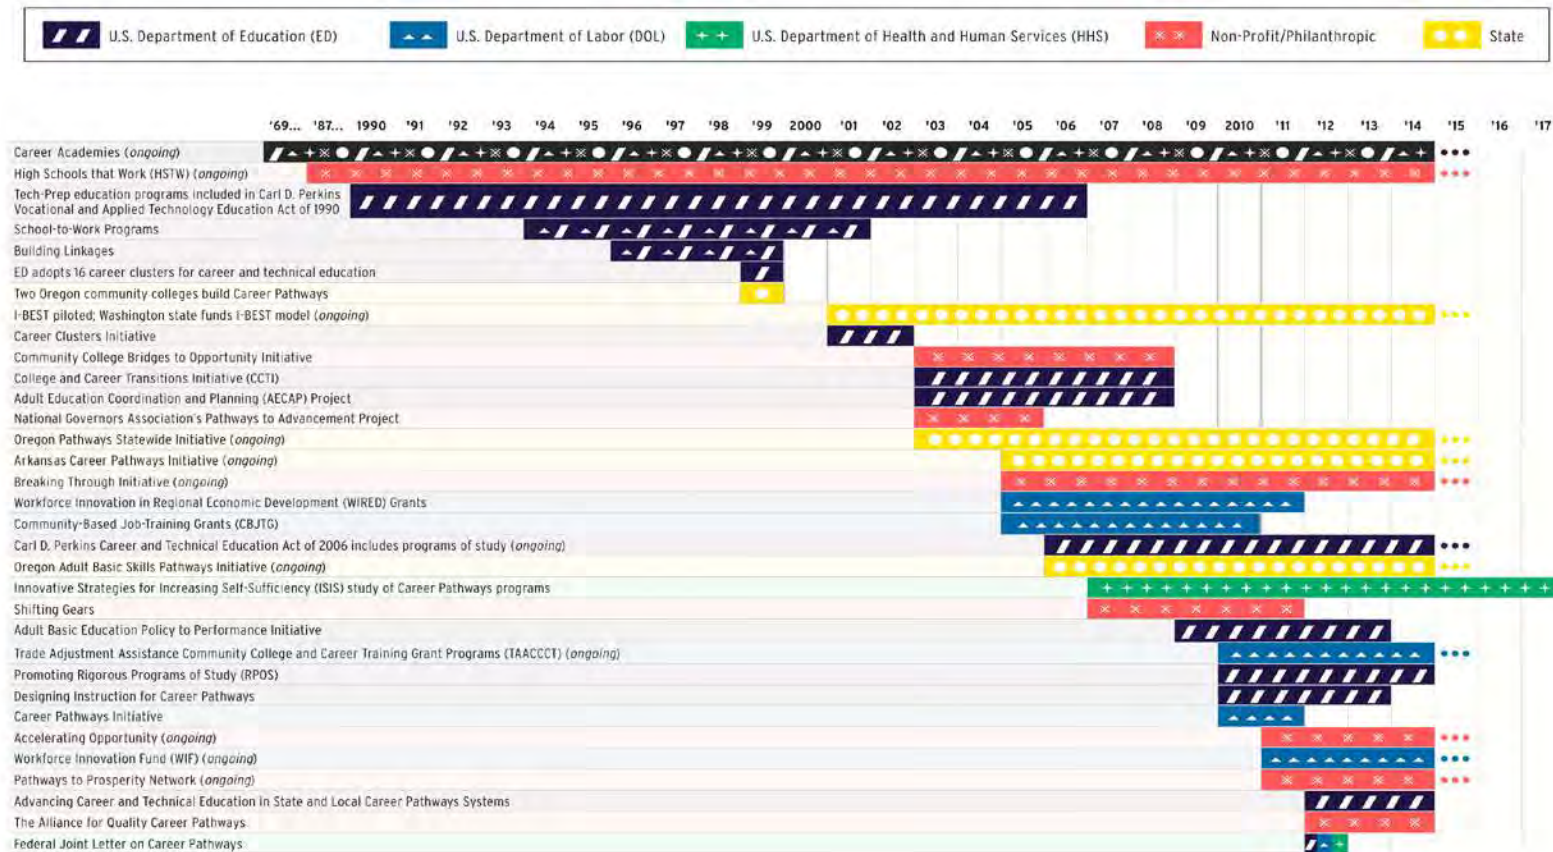 U.S. Department of Education (ED) U.S. Department of Labor (DOL) U.S. Department of Health and Human Services (HHS) Non-Profit/Philanthropic State
'69... '87... 1990 '91 '92 '93 '94 '95 '96 '97 '98 '99 2000 '01 '02 '03 '04 '05 '06 '07 '08 '09 2010 '11 '12 '13 '14 '15 '16 '17
Career Academies (ongoing)
High Schools that Work (HSTW) (ongoing)
Tech-Prep education programs included in Carl D. Perkins
Vocational and Applied Technology Education Act of 1990
School-to-Work Programs
Building Linkages
ED adopts 16 career clusters for career and technical education
Two Oregon community colleges build Career Pathways
I-BEST piloted; Washington state funds I-BEST model (ongoing)
Career Clusters Initiative
Community College Bridges to Opportunity Initiative
College and Career Transitions Initiative (CCTI)
Adult Education Coordination and Planning (AECAP) Project
National Governors Association's Pathways to Advancement Project
Oregon Pathways Statewide Initiative (ongoing)
Arkansas Career Pathways Initiative (ongoing)
Breaking Through Initiative (ongoing)
Workforce Innovation in Regional Economic Development (WIRED) Grants
Community-Based Job-Training Grants (CBJTG)
Carl D. Perkins Career and Technical Education Act of 2006 includes programs of study (ongoing)
Oregon Adult Basic Skills Pathways Initiative (ongoing)
Innovative Strategies for Increasing Self-Sufficiency (ISIS) study of Career Pathways programs
Shifting Gears
Adult Basic Education Policy to Performance Initiative
Trade Adjustment Assistance Community College and Career Training Grant Programs (TAACCCT) (ongoing)
Promoting Rigorous Programs of Study (RPOS)
Designing Instruction for Career Pathways
Career Pathways Initiative
Accelerating Opportunity (ongoing)
Workforce Innovation Fund (WIF) (ongoing)
Pathways to Prosperity Network (ongoing)
Advancing Career and Technical Education in State and Local Career Pathways Systems
The Alliance for Quality Career Pathways
Federal Joint Letter on Career Pathways